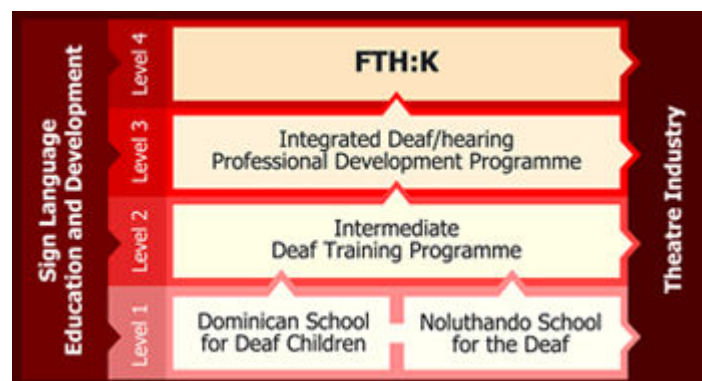 Sign Language
Education and Development
Level 4
FTH:K
Level 3
Integrated Deaf/hearing
Professional Development Programme
Level 2
Intermediate
Deaf Training Programme
Level 1
Dominican School
for Deaf Children
Noluthando School
for the Deaf
Theatre Industry